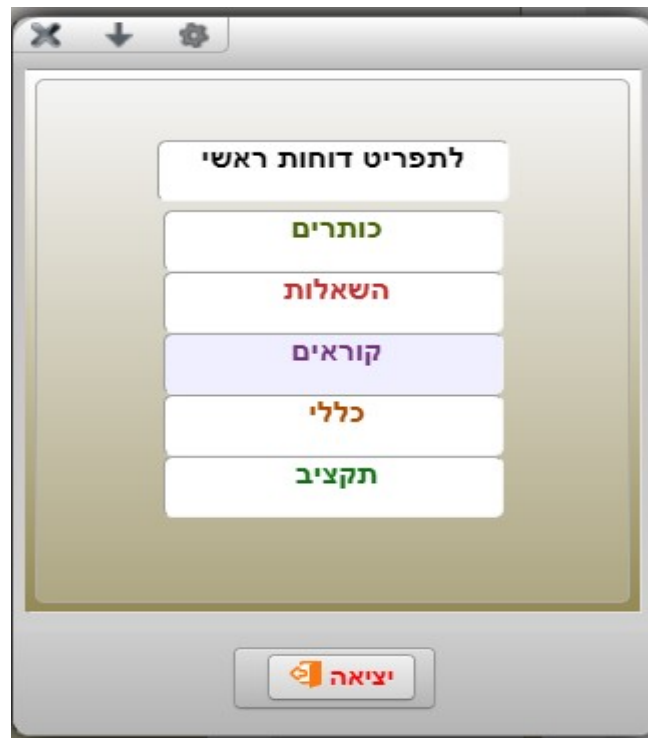 לתפריט דוחות ראשי
כותרים
השאלות
קוראים
כללי
תקציב
יציאה